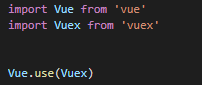 import Vue from 'vue'
import Vuex from 'vuex'
Vue.use(Vuex)